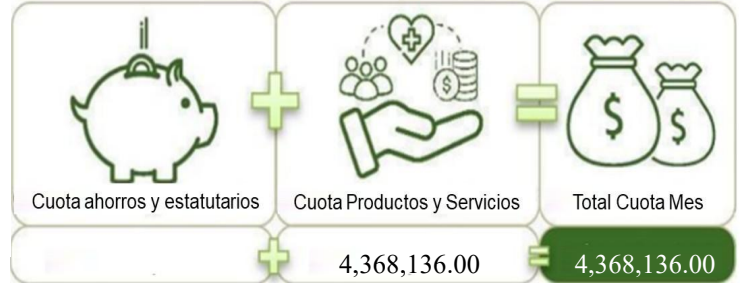 Cuota ahorros y estatutarios
Cuota Productos y Servicios
Total Cuota Mes
4,368,136.00
4,368,136.00